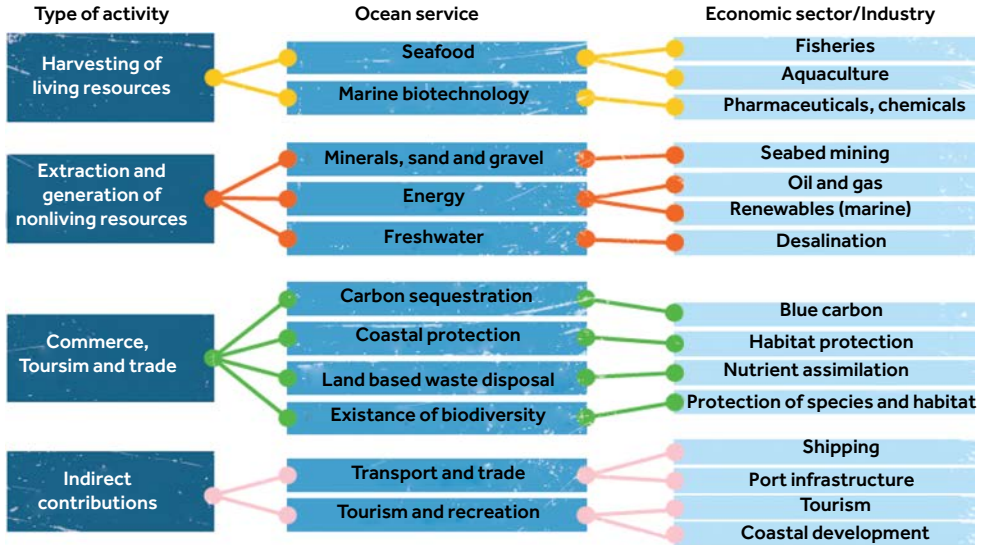 Type of activity
Ocean service
Economic sector/Industry
Harvesting of
living resources
Seafood
Marine biotechnology
Fisheries
Aquaculture
Pharmaceuticals, chemicals
Extraction and
generation of
nonliving resources
Minerals, sand and gravel
Energy
Freshwater
Seabed mining
Oil and gas
Renewables (marine)
Desalination
Commerce,
Toursim and trade
Carbon sequestration
Coastal protection
Land based waste disposal
Existance of biodiversity
Blue carbon
Habitat protection
Nutrient assimilation
Protection of species and habitat
Indirect
contributions
Transport and trade
Tourism and recreation
Shipping
Port infrastructure
Tourism
Coastal development